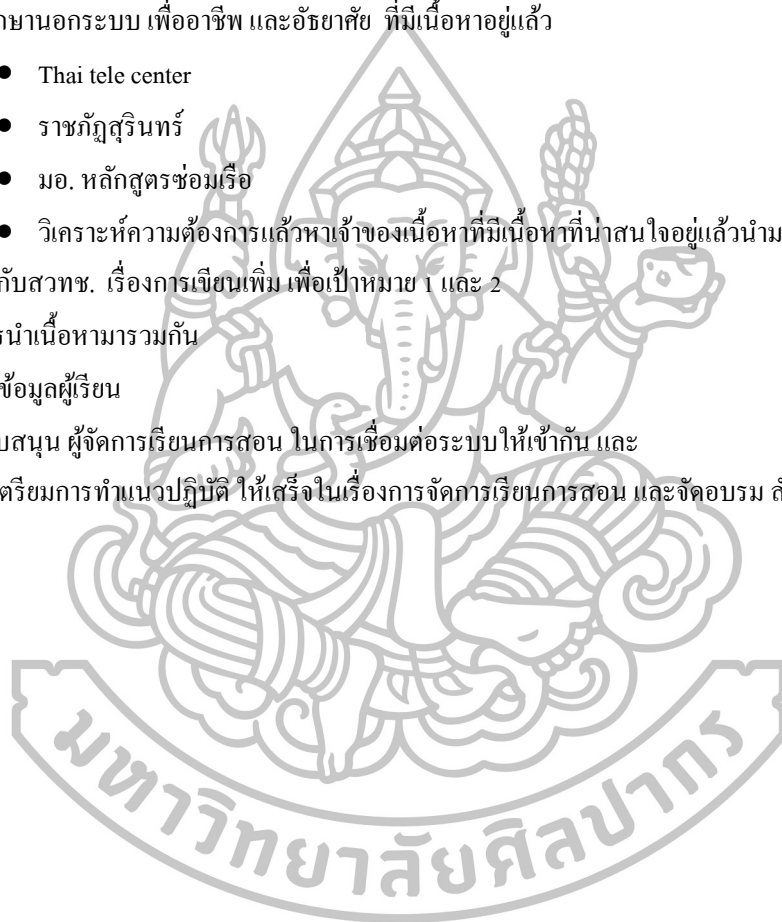 กษานอกระบบ เพื่ออาชีพ และอัธยาศัย ที่มีเนื้อหาอยู่แล้ว
● Thai tele center
● ราชภัฏสุรินทร์
● มอ. หลักสูตรซ่อมเรือ
● วิเคราะห์ความต้องการแล้วหาเจ้าของเนื้อหาที่มีเนื้อหาที่น่าสนใจอยู่แล้วนำม
กับสวทช. เรื่องการเขียนเพิ่ม เพื่อเป้าหมาย 1 และ 2
รนำเนื้อหามารวมกัน
ข้อมูลผู้เรียน
บสนุน ผู้จัดการเรียนการสอน ในการเชื่อมต่อระบบให้เข้ากัน และ
ตรียมการทำแนวปฏิบัติ ให้เสร็จในเรื่องการจัดการเรียนการสอน และจัดอบรม สํ
มหาวิทยาลัยศิลปากร